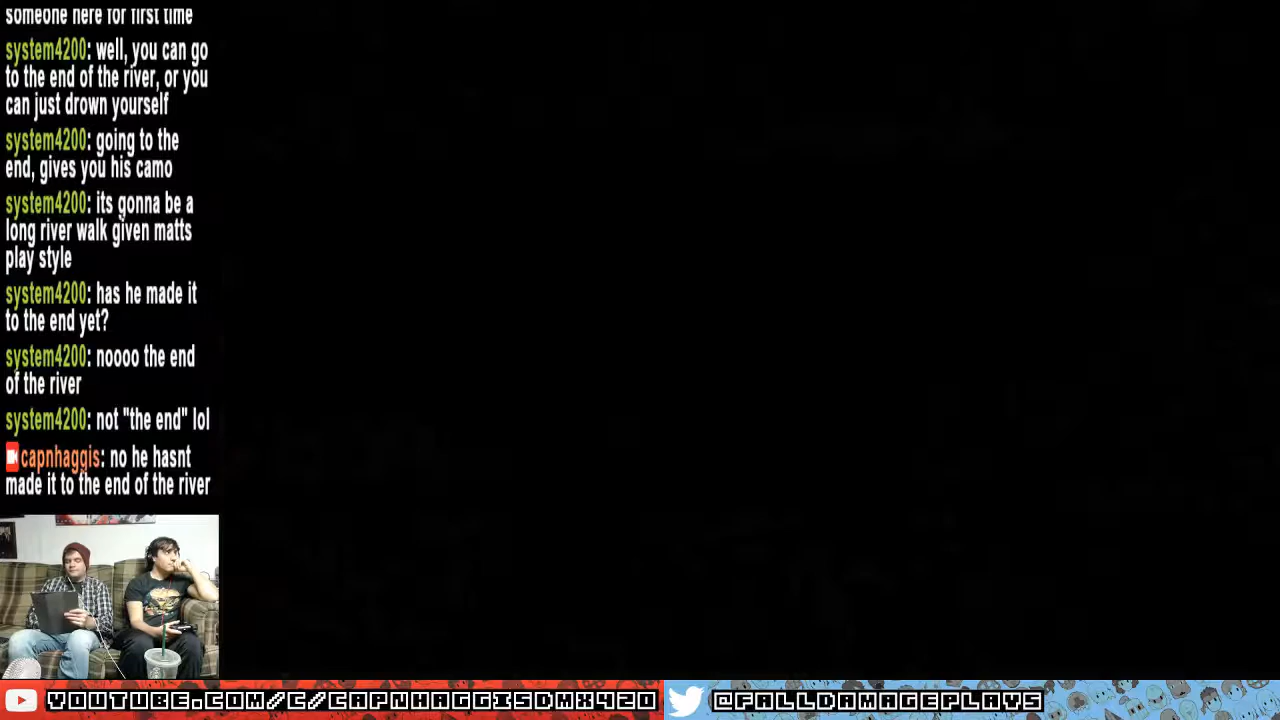 someone here for first time
system4200: well, you can go
to the end of the river, or you
can just drown yourself
system4200: going to the
end, gives you his camo
system4200: its gonna be a
long river walk given matts
play style
system4200: has he made it
to the end yet?
system4200: noooo the end
of the river
system4200: not "the end" lol
capnhaggis: no he hasnt
made it to the end of the river
YOUTUBE.COM/C/CAPNHAGGISDMX420
@FALLDAMAGEPLAYS